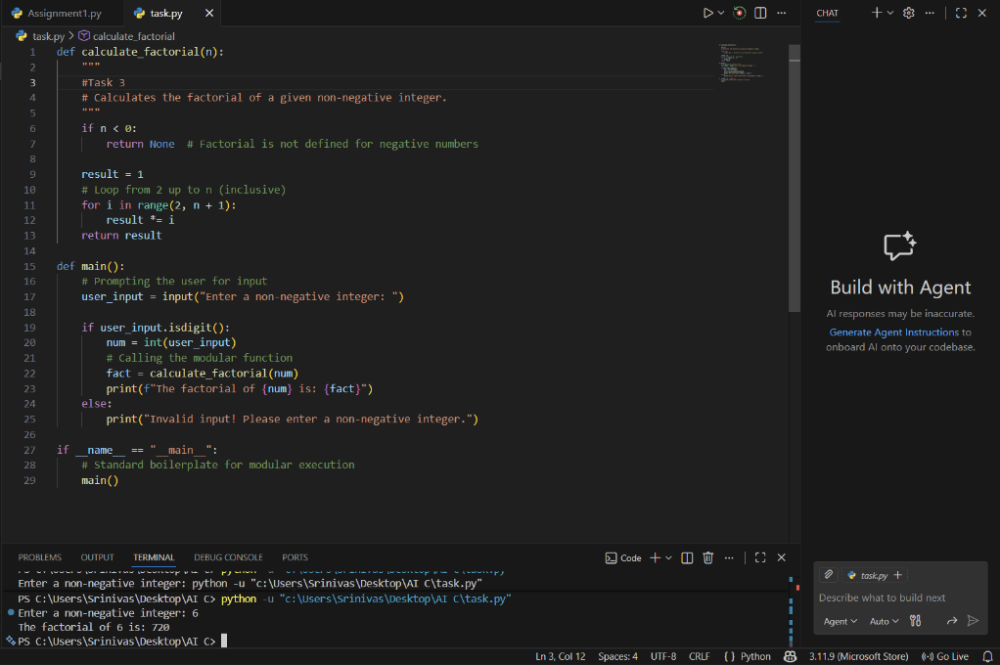 Assignment1.py
task.py
CHAT
task.py > calculate_factorial
1 def calculate_factorial(n):
2 """
3 #Task 3
4 # Calculates the factorial of a given non-negative integer.
5 """
6 if n < 0:
7 return None # Factorial is not defined for negative numbers
8
9 result = 1
10 # Loop from 2 up to n (inclusive)
11 for i in range(2, n + 1):
12 result *= i
13 return result
14
15 def main():
16 # Prompting the user for input
17 user_input = input("Enter a non-negative integer: ")
18
19 if user_input.isdigit():
20 num = int(user_input)
21 # Calling the modular function
22 fact = calculate_factorial(num)
23 print(f"The factorial of {num} is: {fact}")
24 else:
25 print("Invalid input! Please enter a non-negative integer.")
26
27 if __name__ == "__main__":
28 # Standard boilerplate for modular execution
29 main()
Build with Agent
AI responses may be inaccurate.
Generate Agent Instructions to
onboard AI onto your codebase.
PROBLEMS OUTPUT TERMINAL DEBUG CONSOLE PORTS
Code
Enter a non-negative integer: python -u "c:\Users\Srinivas\Desktop\AI C\task.py"
PS C:\Users\Srinivas\Desktop\AI C> python -u "c:\Users\Srinivas\Desktop\AI C\task.py"
Enter a non-negative integer: 6
The factorial of 6 is: 720
PS C:\Users\Srinivas\Desktop\AI C>
task.py
Describe what to build next
Agent Auto
Ln 3, Col 12 Spaces: 4 UTF-8 CRLF { } Python 3.11.9 (Microsoft Store) Go Live